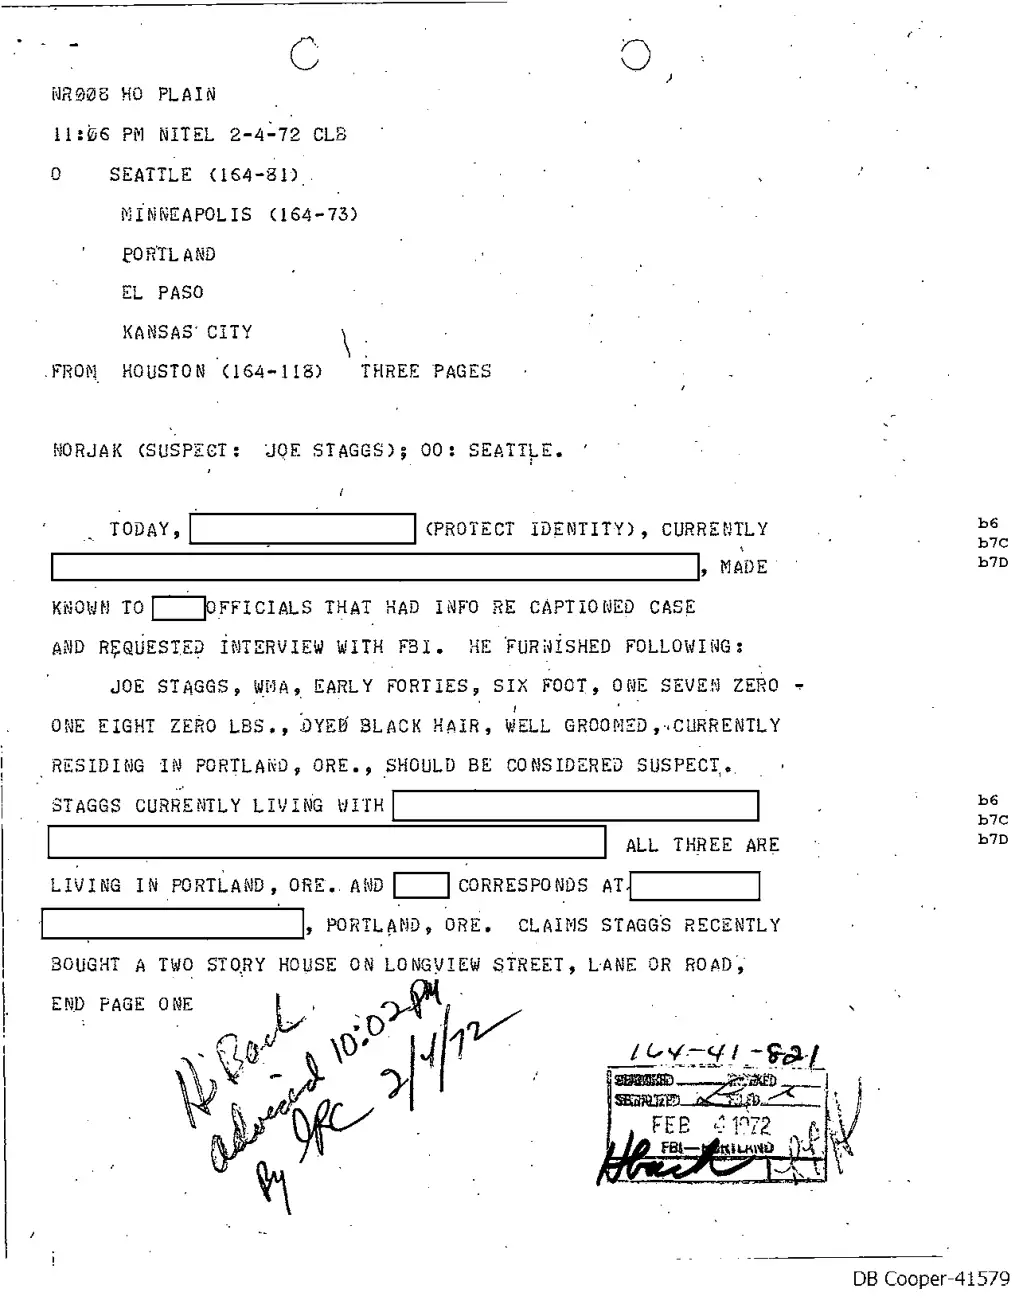 NR008 HO PLAIN
11:06 PM NITEL 2-4-72 CLB
O SEATTLE (164-81)
MINNEAPOLIS (164-73)
PORTLAND
EL PASO
KANSAS CITY
FROM HOUSTON (164-118) THREE PAGES
NORJAK (SUSPECT: JOE STAGGS); OO: SEATTLE.
TODAY, (PROTECT IDENTITY), CURRENTLY
b6
b7C
b7D
, MADE
KNOWN TO OFFICIALS THAT HAD INFO RE CAPTIONED CASE
AND REQUESTED INTERVIEW WITH FBI. HE FURNISHED FOLLOWING:
JOE STAGGS, WMA, EARLY FORTIES, SIX FOOT, ONE SEVEN ZERO -
ONE EIGHT ZERO LBS., DYED BLACK HAIR, WELL GROOMED, CURRENTLY
RESIDING IN PORTLAND, ORE., SHOULD BE CONSIDERED SUSPECT.
STAGGS CURRENTLY LIVING WITH
b6
b7C
b7D
ALL THREE ARE
LIVING IN PORTLAND, ORE. AND CORRESPONDS AT
, PORTLAND, ORE. CLAIMS STAGGS RECENTLY
BOUGHT A TWO STORY HOUSE ON LONGVIEW STREET, LANE OR ROAD,
END PAGE ONE
advised 10:02 PM
2/4/72
By
164-41-821
FEB 4 1972
FBI—PORTLAND
DB Cooper-41579